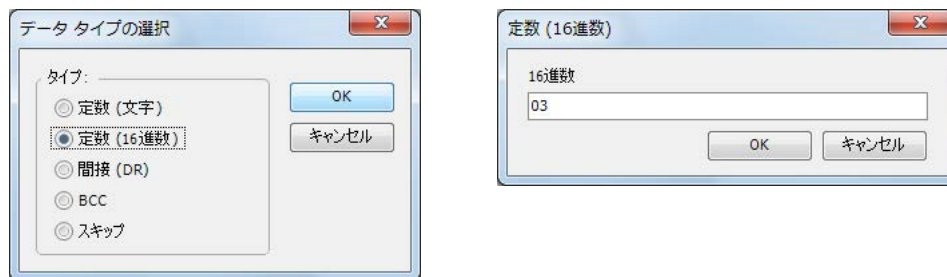 データ タイプの選択
タイプ:
定数 (文字)
定数 (16進数)
間接 (DR)
BCC
スキップ
OK
キャンセル
定数 (16進数)
16進数
03
OK
キャンセル